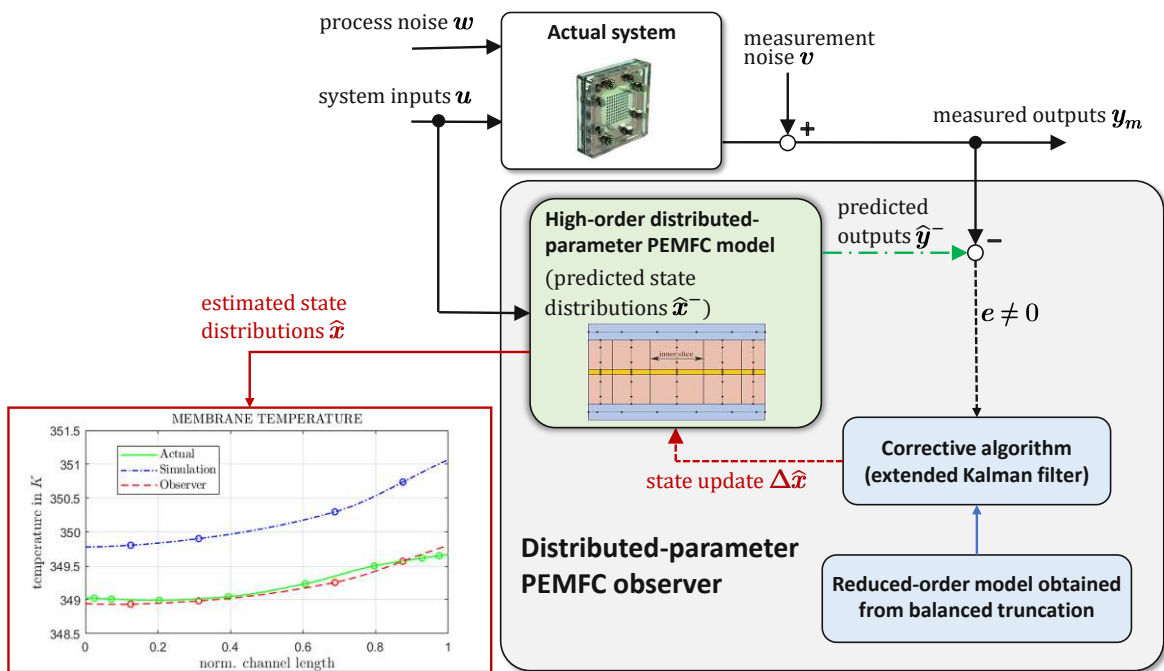 process noise w
Actual system
measurement
noise v
system inputs u
+
measured outputs yₘ
High-order distributed-
parameter PEMFC model
(predicted state
distributions x̂⁻)
inner slice
predicted
outputs ŷ⁻
−
e ≠ 0
estimated state
distributions x̂
state update Δx̂
Corrective algorithm
(extended Kalman filter)
Distributed-parameter
PEMFC observer
Reduced-order model obtained
from balanced truncation
MEMBRANE TEMPERATURE
351.5
351
350.5
350
349.5
349
348.5
temperature in K
Actual
Simulation
Observer
0 0.2 0.4 0.6 0.8 1
norm. channel length